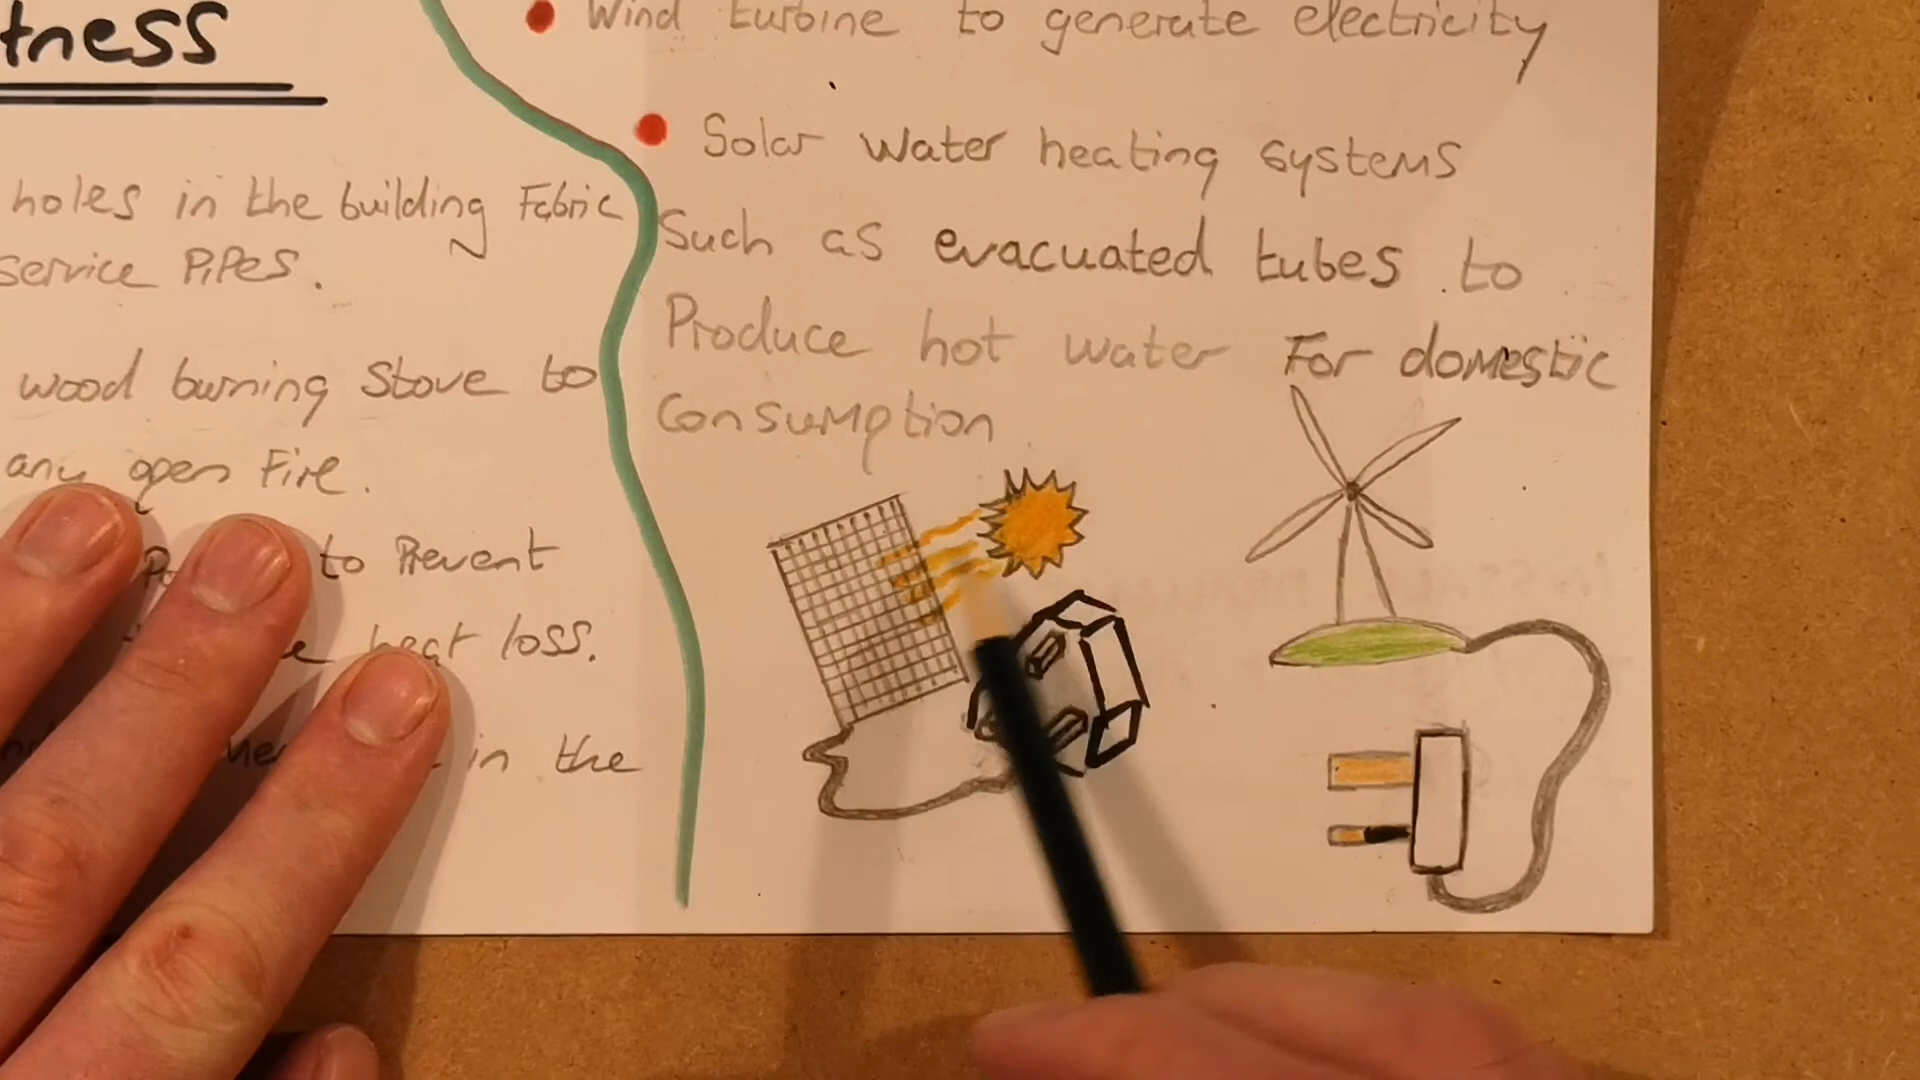 tness
holes in the building Fabric
service PiPes.
wood burning Stove to
any open Fire.
to Prevent
heat loss.
in the
Wind turbine to generate electricity
Solar Water heating systems
Such as evacuated tubes to
Produce hot water For domestic
Consumption